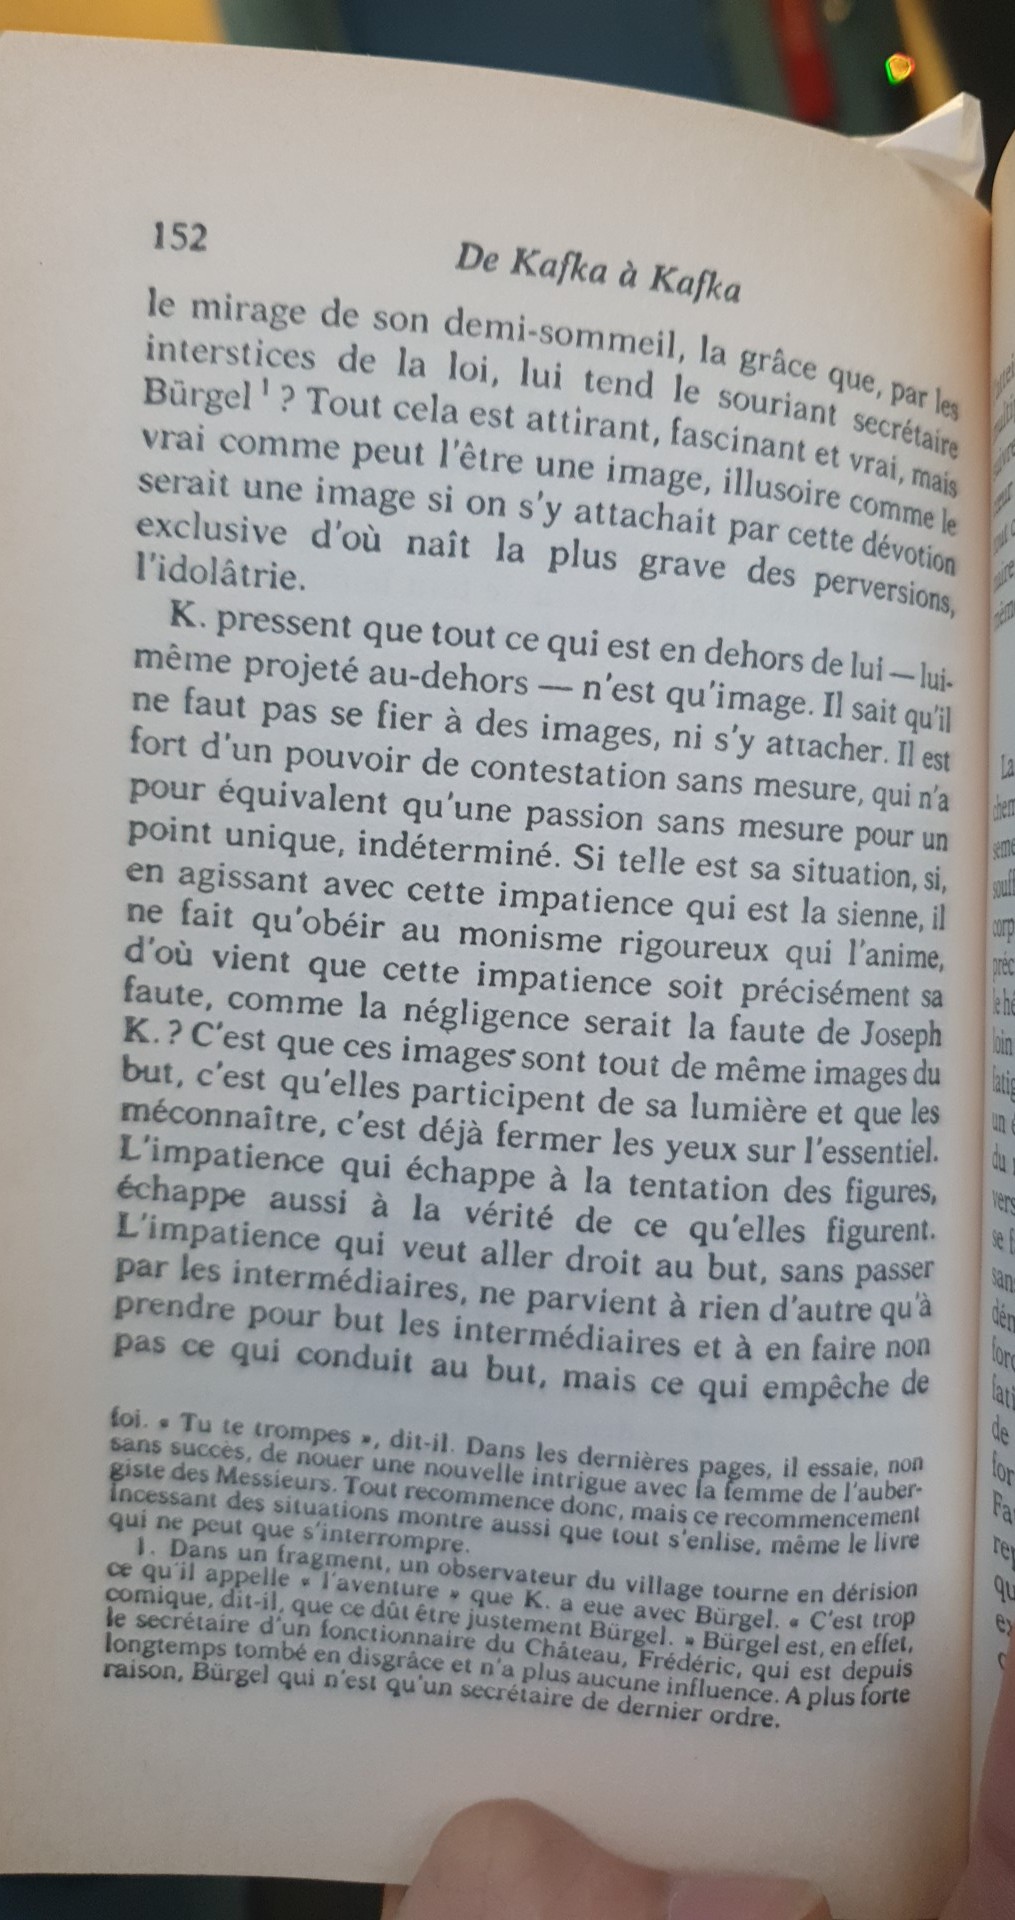 152
De Kafka à Kafka
le mirage de son demi-sommeil, la grâce que, par les
interstices de la loi, lui tend le souriant secrétaire
Bürgel ¹ ? Tout cela est attirant, fascinant et vrai, mais
vrai comme peut l'être une image, illusoire comme le
serait une image si on s'y attachait par cette dévotion
exclusive d'où naît la plus grave des perversions,
l'idolâtrie.
K. pressent que tout ce qui est en dehors de lui — lui-
même projeté au-dehors — n'est qu'image. Il sait qu'il
ne faut pas se fier à des images, ni s'y attacher. Il est
fort d'un pouvoir de contestation sans mesure, qui n'a
pour équivalent qu'une passion sans mesure pour un
point unique, indéterminé. Si telle est sa situation, si,
en agissant avec cette impatience qui est la sienne, il
ne fait qu'obéir au monisme rigoureux qui l'anime,
d'où vient que cette impatience soit précisément sa
faute, comme la négligence serait la faute de Joseph
K. ? C'est que ces images sont tout de même images du
but, c'est qu'elles participent de sa lumière et que les
méconnaître, c'est déjà fermer les yeux sur l'essentiel.
L'impatience qui échappe à la tentation des figures,
échappe aussi à la vérité de ce qu'elles figurent.
L'impatience qui veut aller droit au but, sans passer
par les intermédiaires, ne parvient à rien d'autre qu'à
prendre pour but les intermédiaires et à en faire non
pas ce qui conduit au but, mais ce qui empêche de
foi. « Tu te trompes », dit-il. Dans les dernières pages, il essaie, non
sans succès, de nouer une nouvelle intrigue avec la femme de l'auber-
giste des Messieurs. Tout recommence donc, mais ce recommencement
incessant des situations montre aussi que tout s'enlise, même le livre
qui ne peut que s'interrompre.
1. Dans un fragment, un observateur du village tourne en dérision
ce qu'il appelle « l'aventure » que K. a eue avec Bürgel. « C'est trop
comique, dit-il, que ce dût être justement Bürgel. » Bürgel est, en effet,
le secrétaire d'un fonctionnaire du Château, Frédéric, qui est depuis
longtemps tombé en disgrâce et n'a plus aucune influence. A plus forte
raison, Bürgel qui n'est qu'un secrétaire de dernier ordre.